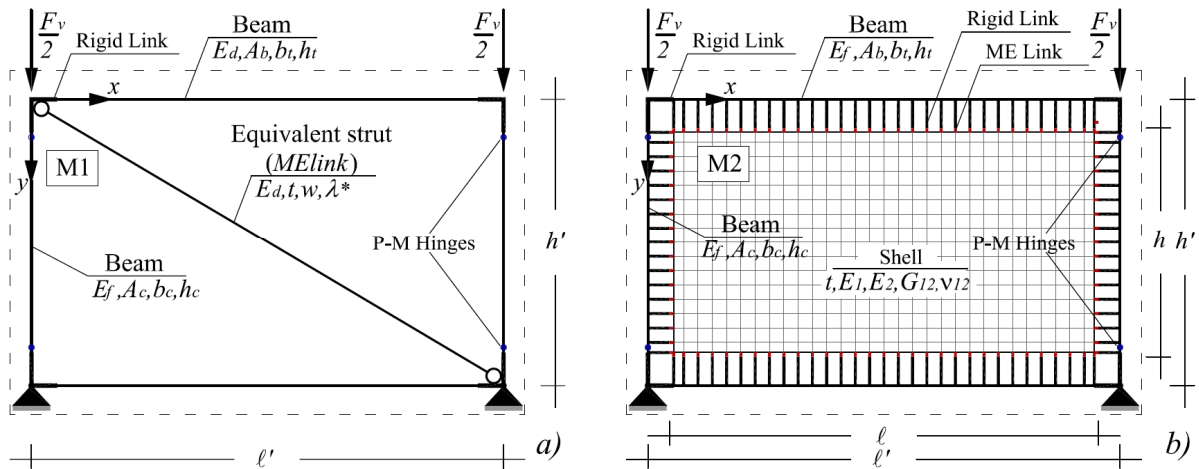 F_v
2
Rigid Link
Beam
E_d,A_b,b_t,h_t
F_v
2
x
Equivalent strut
(MElink)
E_d,t,w,λ*
M1
y
P-M Hinges
Beam
E_f,A_c,b_c,h_c
h'
ℓ'
a)
F_v
2
Rigid Link
Beam
E_f,A_b,b_t,h_t
Rigid Link
ME Link
F_v
2
x
M2
y
P-M Hinges
Beam
E_f,A_c,b_c,h_c
Shell
t,E_1,E_2,G_12,ν_12
h
h'
ℓ
ℓ'
b)